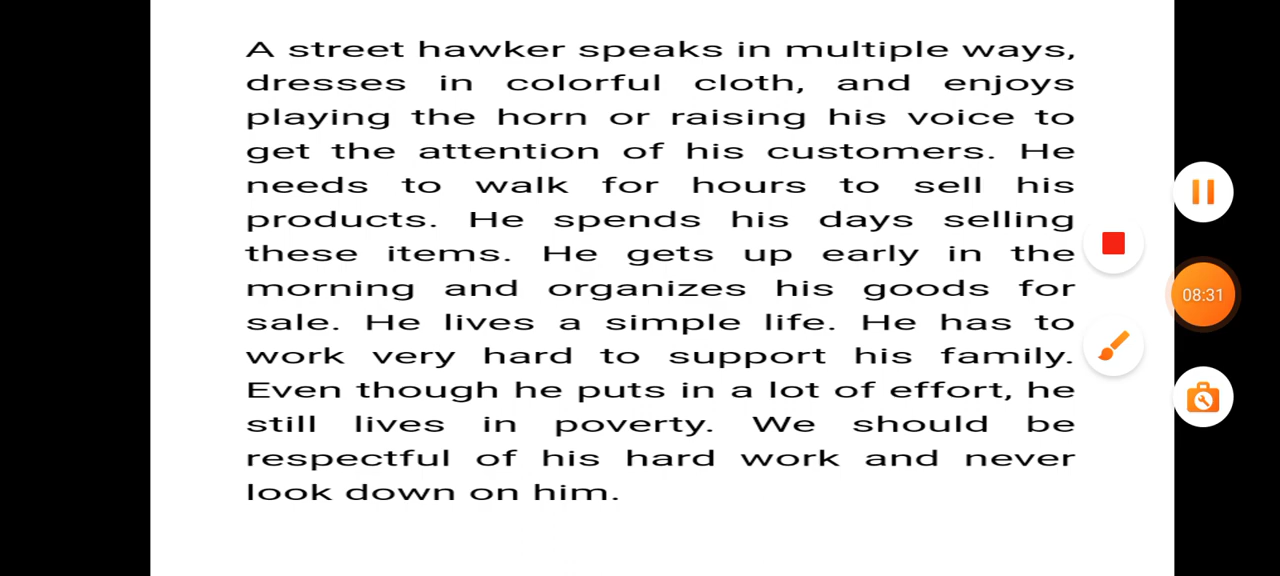 A street hawker speaks in multiple ways,
dresses in colorful cloth, and enjoys
playing the horn or raising his voice to
get the attention of his customers. He
needs to walk for hours to sell his
products. He spends his days selling
these items. He gets up early in the
morning and organizes his goods for
sale. He lives a simple life. He has to
work very hard to support his family.
Even though he puts in a lot of effort, he
still lives in poverty. We should be
respectful of his hard work and never
look down on him.
08:31